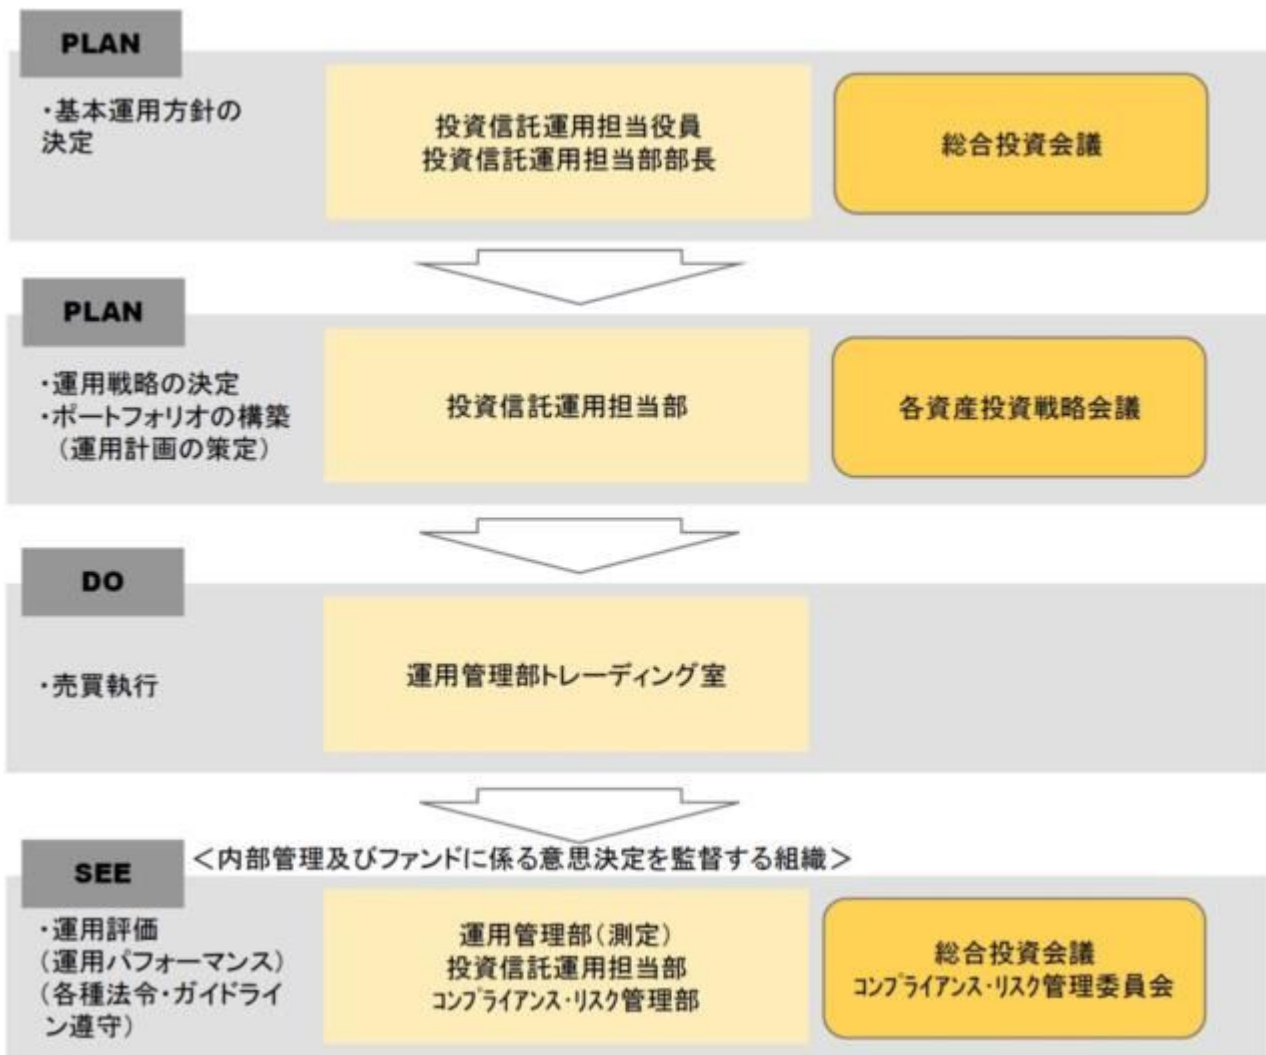 PLAN
・基本運用方針の
決定
投資信託運用担当役員
投資信託運用担当部部長
総合投資会議
PLAN
・運用戦略の決定
・ポートフォリオの構築
（運用計画の策定）
投資信託運用担当部
各資産投資戦略会議
DO
・売買執行
運用管理部トレーディング室
SEE
＜内部管理及びファンドに係る意思決定を監督する組織＞
・運用評価
(運用パフォーマンス)
(各種法令・ガイドライ
ン遵守)
運用管理部（測定）
投資信託運用担当部
ｺﾝﾌﾟﾗｲｱﾝｽ・ﾘｽｸ管理部
総合投資会議
ｺﾝﾌﾟﾗｲｱﾝｽ・ﾘｽｸ管理委員会